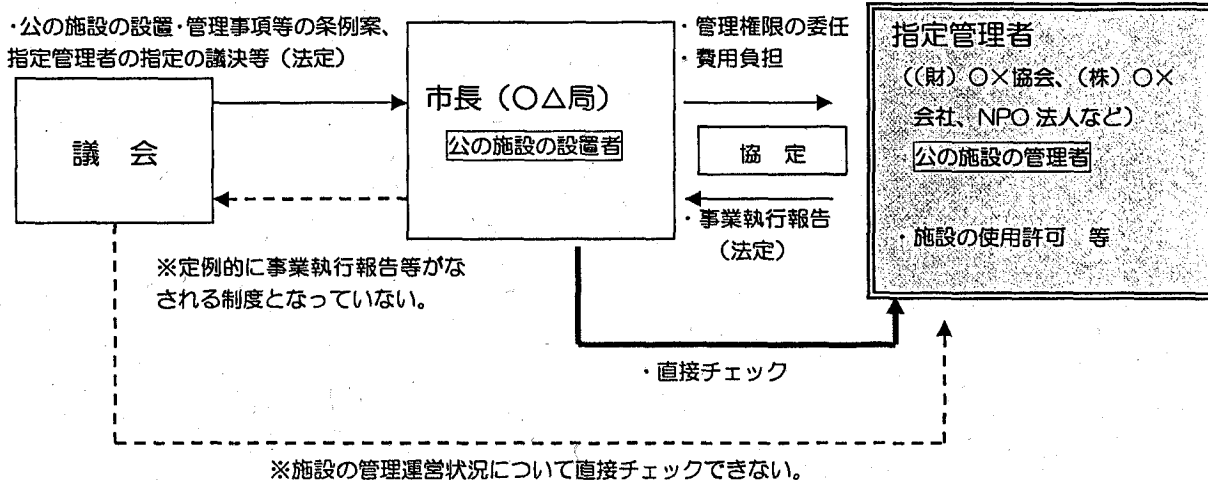 ・公の施設の設置・管理事項等の条例案、
指定管理者の指定の議決等（法定）
議　会
市長（〇△局）
公の施設の設置者
・管理権限の委任
・費用負担
協　定
・事業執行報告
（法定）
指定管理者
（（財）〇×協会、（株）〇×
会社、NPO 法人など）
公の施設の管理者
・施設の使用許可　等
※定例的に事業執行報告等がな
される制度となっていない。
・直接チェック
※施設の管理運営状況について直接チェックできない。